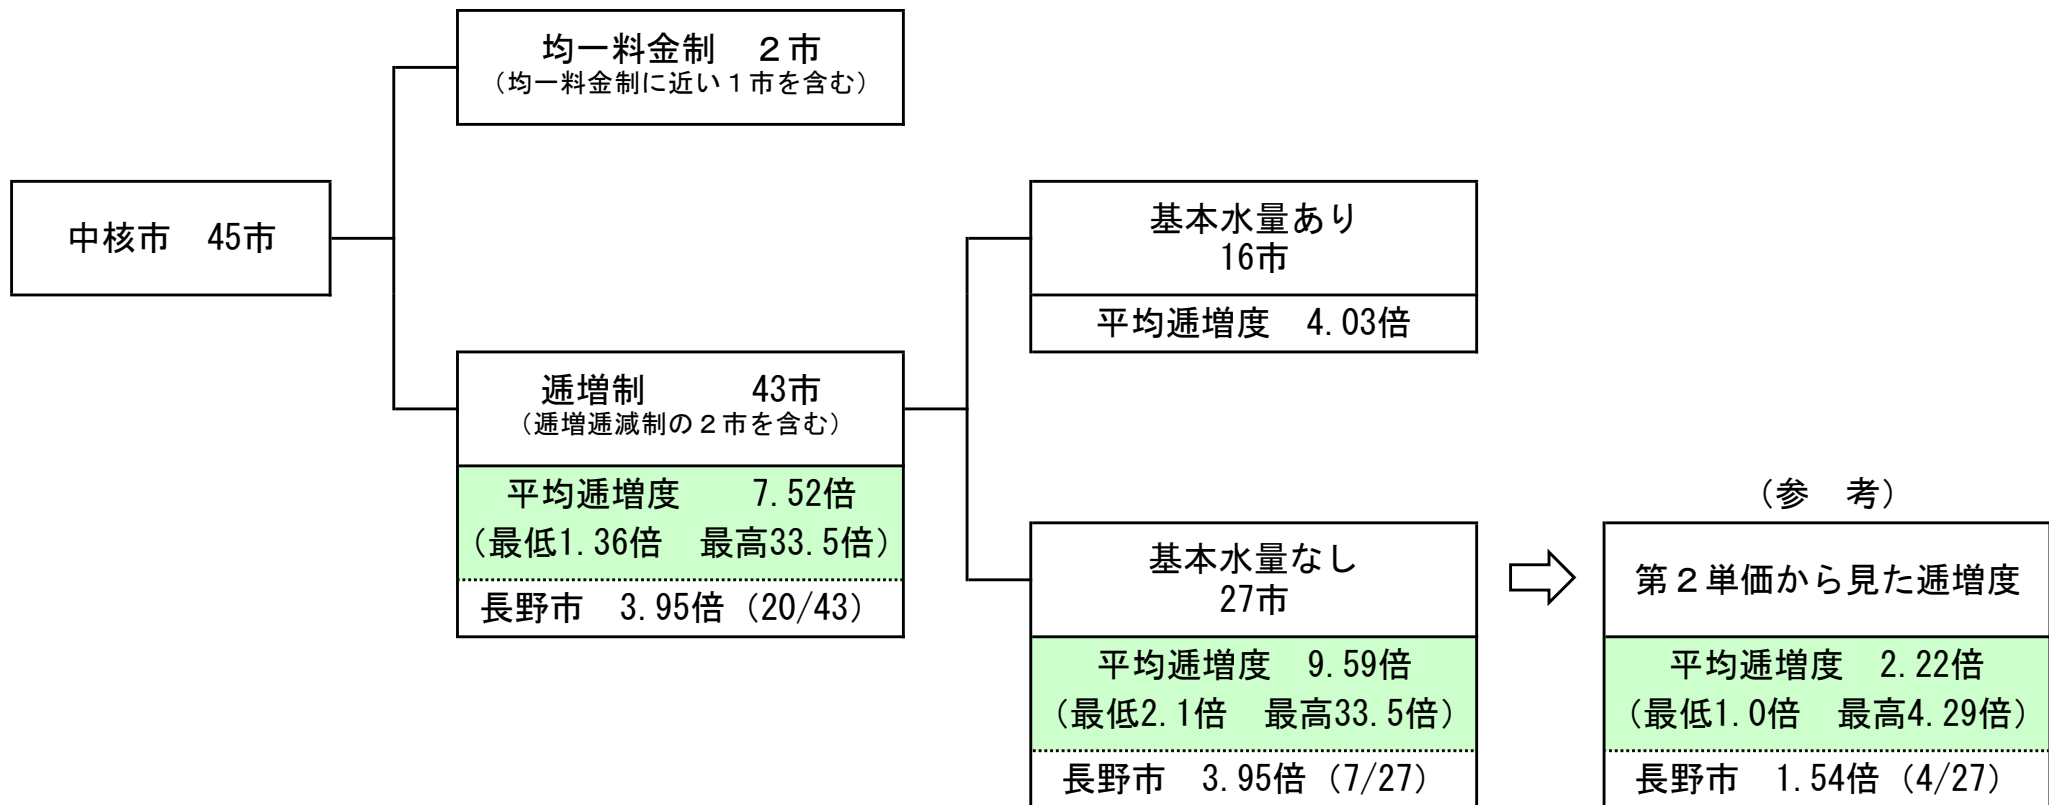 均一料金制　２市
（均一料金制に近い１市を含む）
中核市　45市
基本水量あり
16市
平均逓増度　4.03倍
逓増制　　　43市
（逓増逓減制の２市を含む）
平均逓増度　　7.52倍
（最低1.36倍　最高33.5倍）
長野市　3.95倍（20/43）
基本水量なし
27市
平均逓増度　9.59倍
（最低2.1倍　最高33.5倍）
長野市　3.95倍（7/27）
（参　考）
第２単価から見た逓増度
平均逓増度　2.22倍
（最低1.0倍　最高4.29倍）
長野市　1.54倍（4/27）